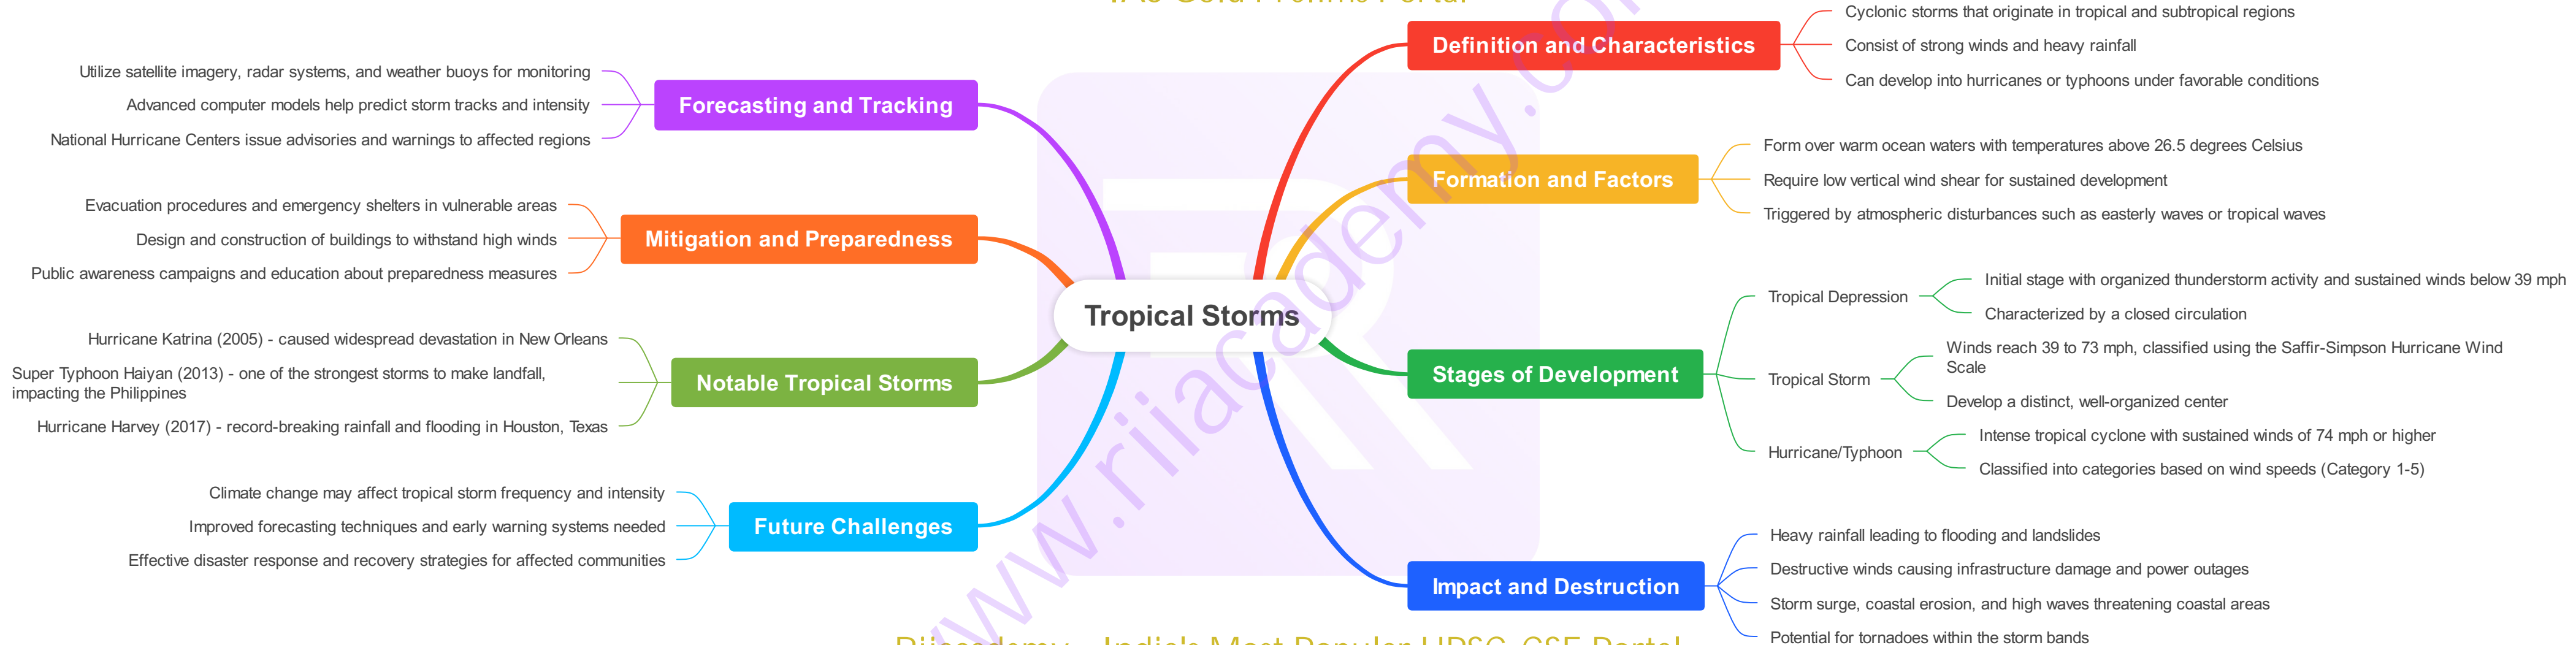 IAS Gold Prelims Portal
Tropical Storms
Definition and Characteristics
Cyclonic storms that originate in tropical and subtropical regions
Consist of strong winds and heavy rainfall
Can develop into hurricanes or typhoons under favorable conditions
Formation and Factors
Form over warm ocean waters with temperatures above 26.5 degrees Celsius
Require low vertical wind shear for sustained development
Triggered by atmospheric disturbances such as easterly waves or tropical waves
Stages of Development
Tropical Depression
Initial stage with organized thunderstorm activity and sustained winds below 39 mph
Characterized by a closed circulation
Tropical Storm
Winds reach 39 to 73 mph, classified using the Saffir-Simpson Hurricane Wind
Scale
Develop a distinct, well-organized center
Hurricane/Typhoon
Intense tropical cyclone with sustained winds of 74 mph or higher
Classified into categories based on wind speeds (Category 1-5)
Impact and Destruction
Heavy rainfall leading to flooding and landslides
Destructive winds causing infrastructure damage and power outages
Storm surge, coastal erosion, and high waves threatening coastal areas
Potential for tornadoes within the storm bands
Forecasting and Tracking
Utilize satellite imagery, radar systems, and weather buoys for monitoring
Advanced computer models help predict storm tracks and intensity
National Hurricane Centers issue advisories and warnings to affected regions
Mitigation and Preparedness
Evacuation procedures and emergency shelters in vulnerable areas
Design and construction of buildings to withstand high winds
Public awareness campaigns and education about preparedness measures
Notable Tropical Storms
Hurricane Katrina (2005) - caused widespread devastation in New Orleans
Super Typhoon Haiyan (2013) - one of the strongest storms to make landfall,
impacting the Philippines
Hurricane Harvey (2017) - record-breaking rainfall and flooding in Houston, Texas
Future Challenges
Climate change may affect tropical storm frequency and intensity
Improved forecasting techniques and early warning systems needed
Effective disaster response and recovery strategies for affected communities
www.riiacademy.co
India's Most Popular UPSC CSE Portal